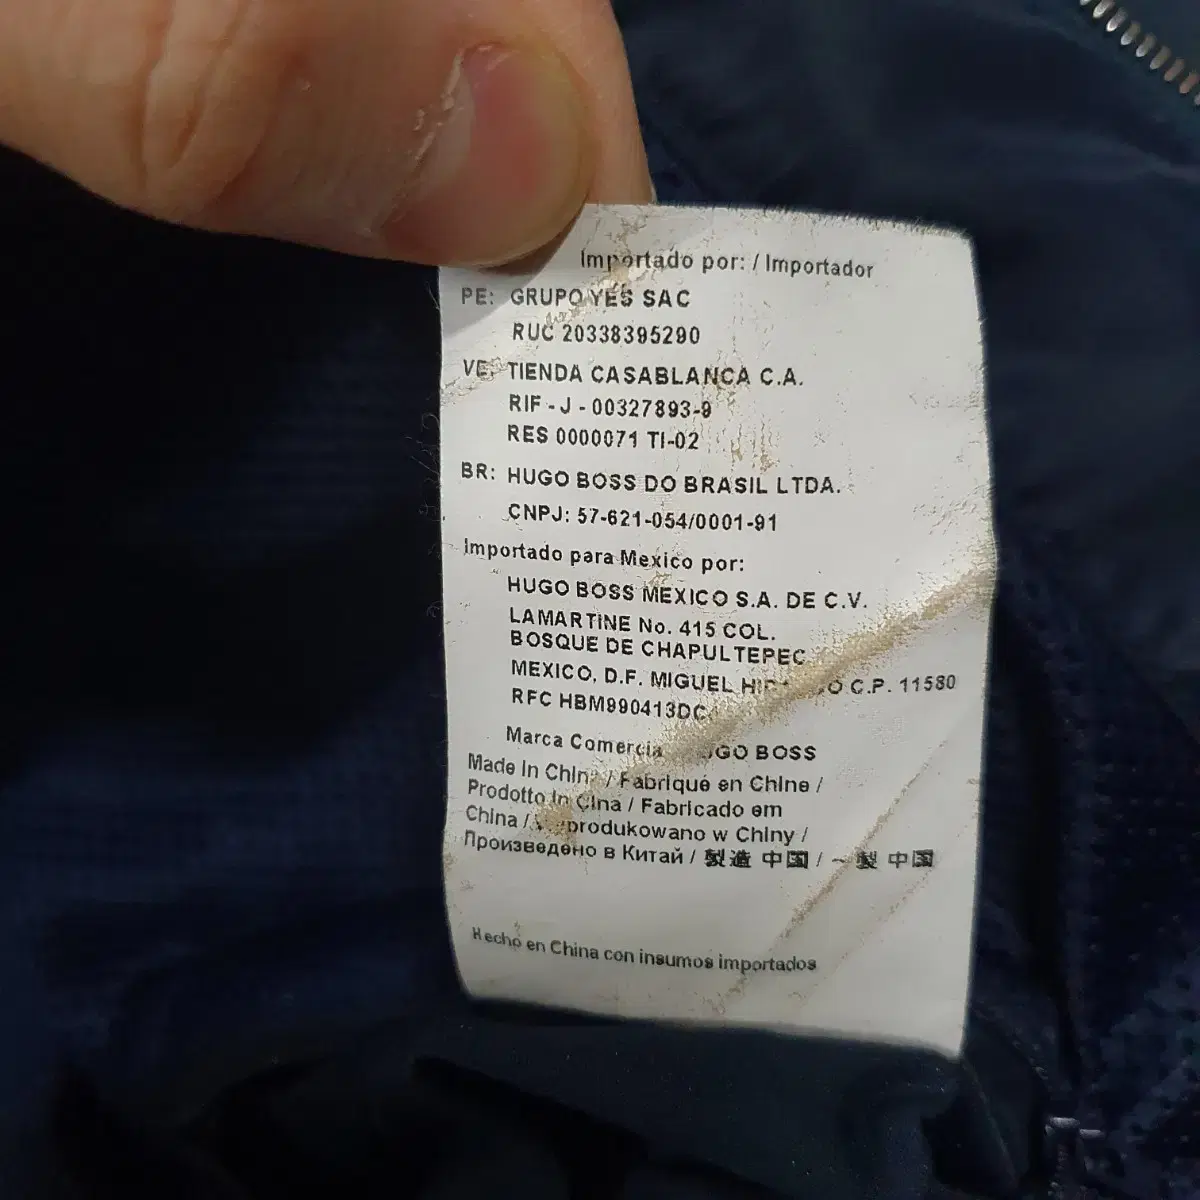 Importado por: / Importador
PE: GRUPO YES SAC
RUC 20338395290
VE: TIENDA CASABLANCA C.A.
RIF - J - 00327893-9
RES 0000071 TI-02
BR: HUGO BOSS DO BRASIL LTDA.
CNPJ: 57-621-054/0001-91
Importado para Mexico por:
HUGO BOSS MEXICO S.A. DE C.V.
LAMARTINE No. 415 COL.
BOSQUE DE CHAPULTEPEC
MEXICO, D.F. MIGUEL C.P. 11580
RFC
Marca BOSS
Made in China / Fabriqué en Chine /
Prodotto in Cina / Fabricado em
China / w Chiny /
Произведено в Китай / 製造 中国 / 製 中国
Hecho en China con insumos importados